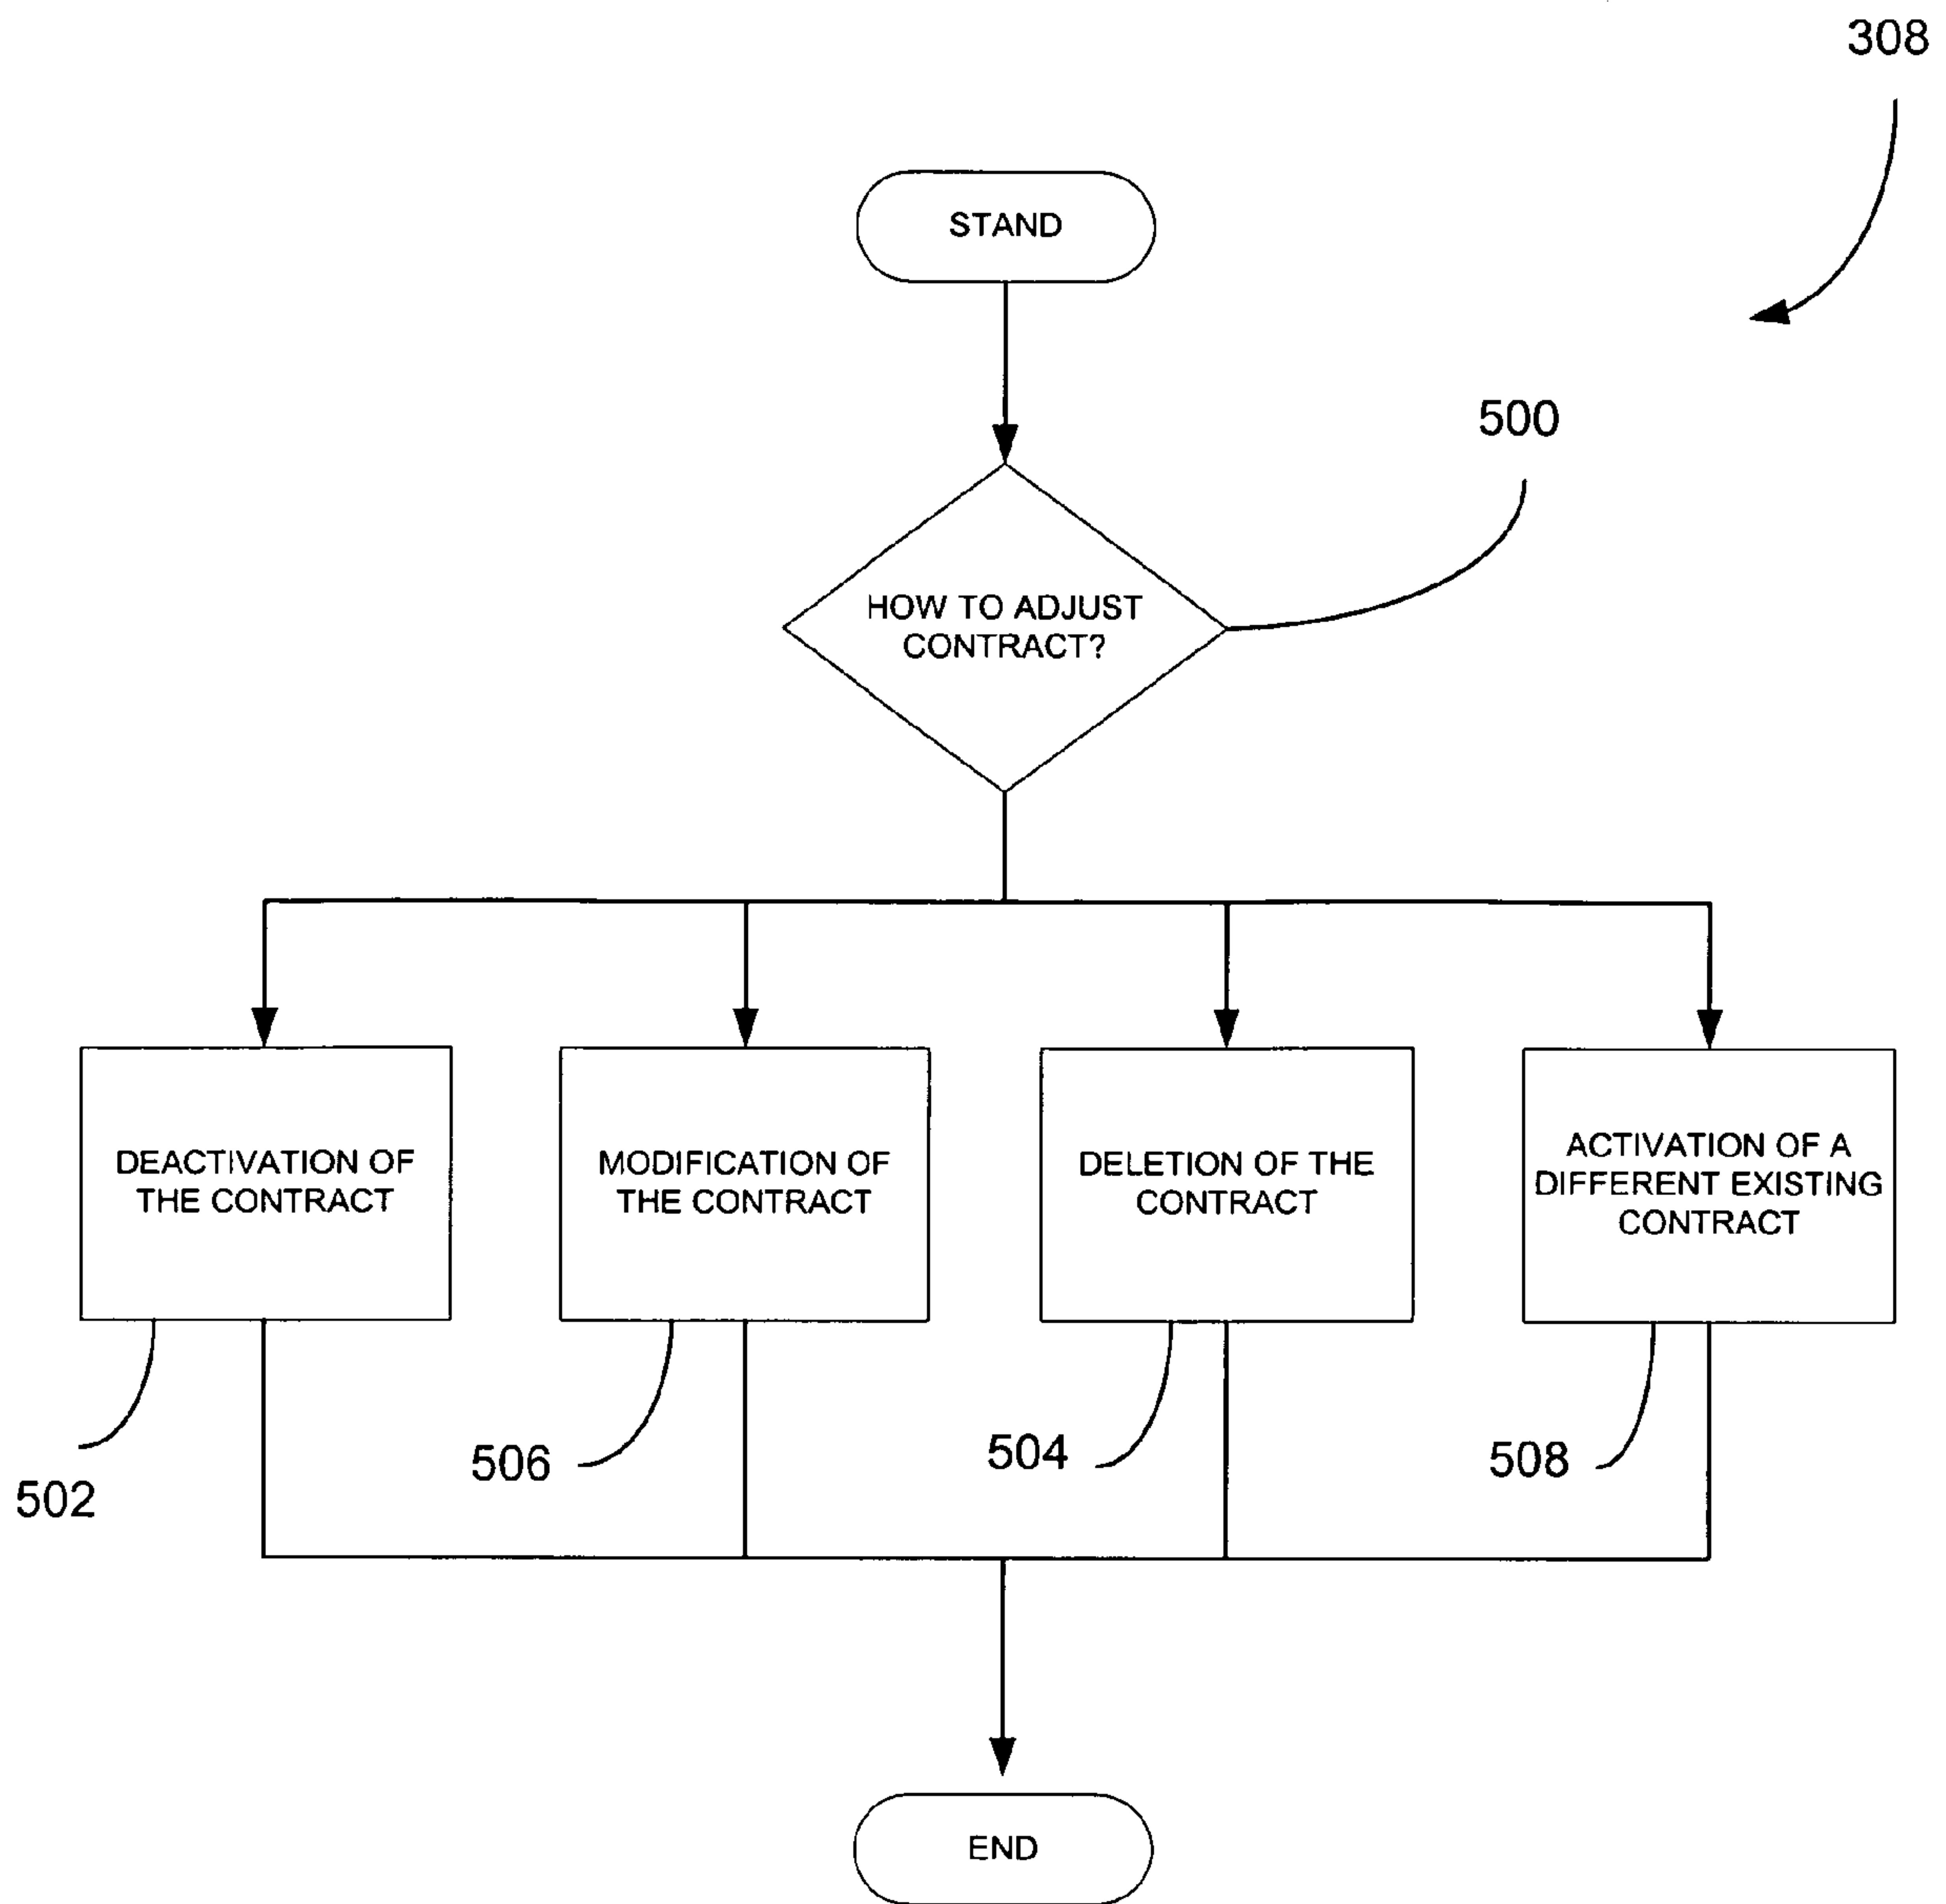 308
STAND
500
HOW TO ADJUST
CONTRACT?
DEACTIVATION OF
THE CONTRACT
MODIFICATION OF
THE CONTRACT
DELETION OF THE
CONTRACT
ACTIVATION OF A
DIFFERENT EXISTING
CONTRACT
502
506
504
508
END